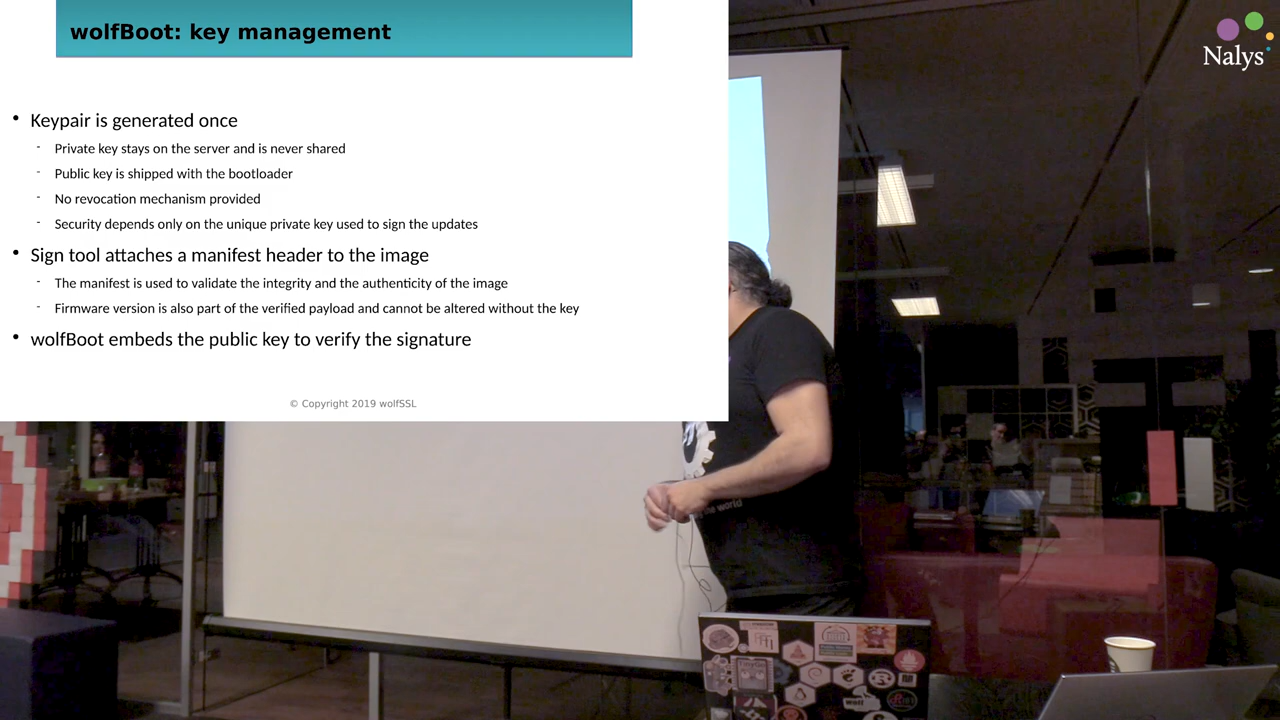 wolfBoot: key management
Nalys
• Keypair is generated once
- Private key stays on the server and is never shared
- Public key is shipped with the bootloader
- No revocation mechanism provided
- Security depends only on the unique private key used to sign the updates
• Sign tool attaches a manifest header to the image
- The manifest is used to validate the integrity and the authenticity of the image
- Firmware version is also part of the verified payload and cannot be altered without the key
• wolfBoot embeds the public key to verify the signature
© Copyright 2019 wolfSSL
the world
wolf